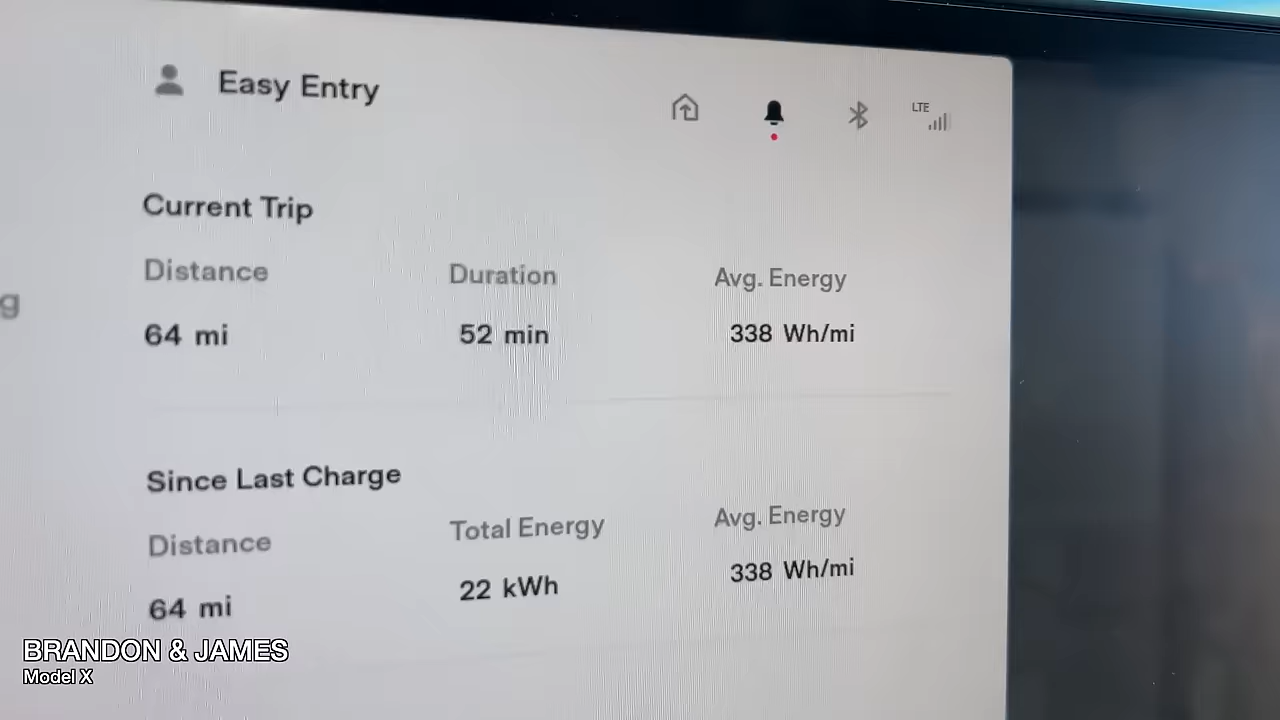 Easy Entry
LTE
Current Trip
Distance Duration Avg. Energy
g
64 mi 52 min 338 Wh/mi
Since Last Charge
Distance Total Energy Avg. Energy
64 mi 22 kWh 338 Wh/mi
BRANDON & JAMES
Model X